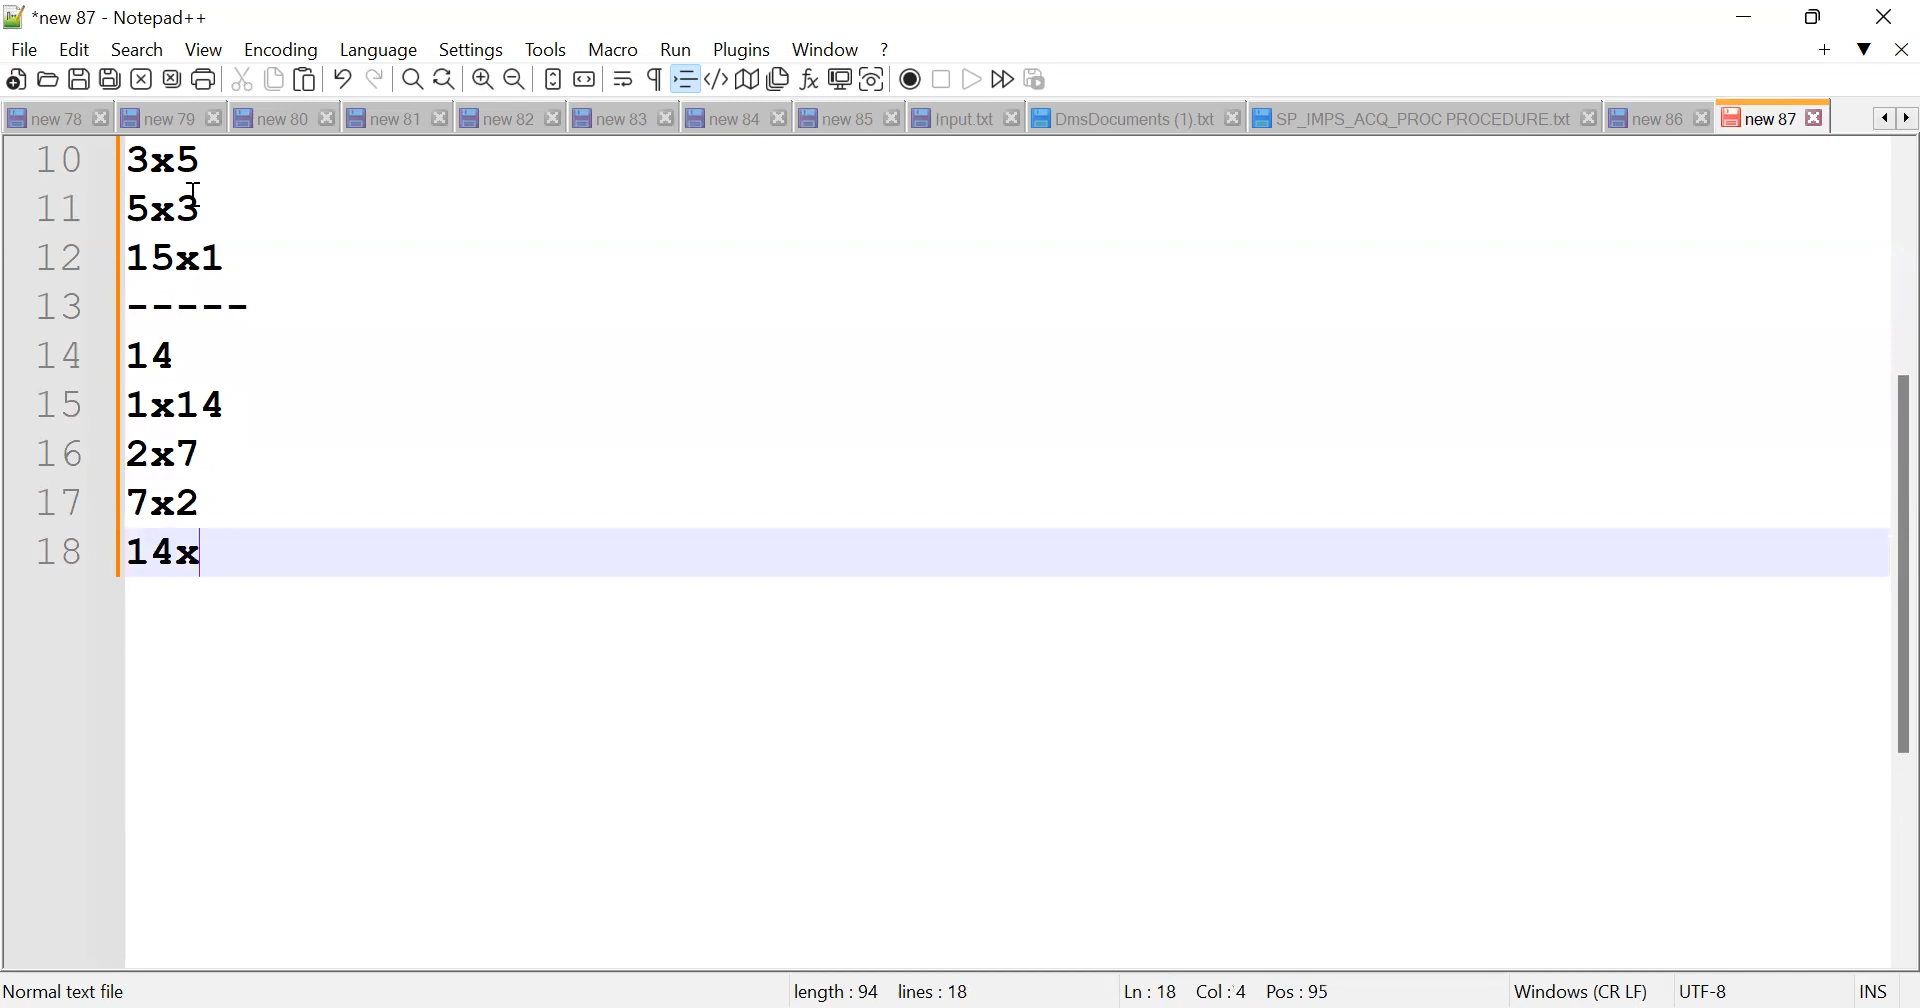 *new 87 - Notepad++
File Edit Search View Encoding Language Settings Tools Macro Run Plugins Window ?
new 78 new 79 new 80 new 81 new 82 new 83 new 84 new 85 Input.txt DmsDocuments (1).txt SP_IMPS_ACQ_PROC PROCEDURE.txt new 86 new 87
10 3x5
11 5x3
12 15x1
13 -----
14 14
15 1x14
16 2x7
17 7x2
18 14x
Normal text file length : 94 lines : 18 Ln : 18 Col : 4 Pos : 95 Windows (CR LF) UTF-8 INS